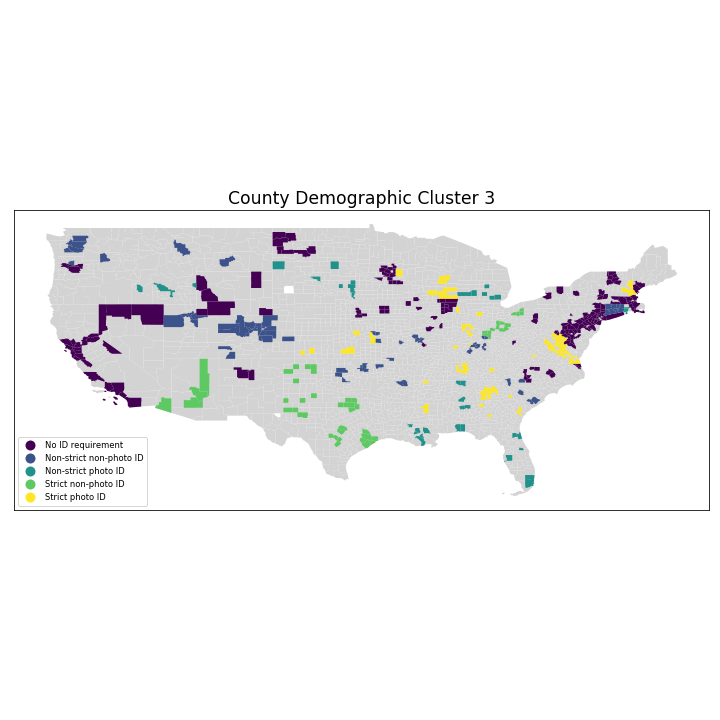 County Demographic Cluster 3
No ID requirement
Non-strict non-photo ID
Non-strict photo ID
Strict non-photo ID
Strict photo ID